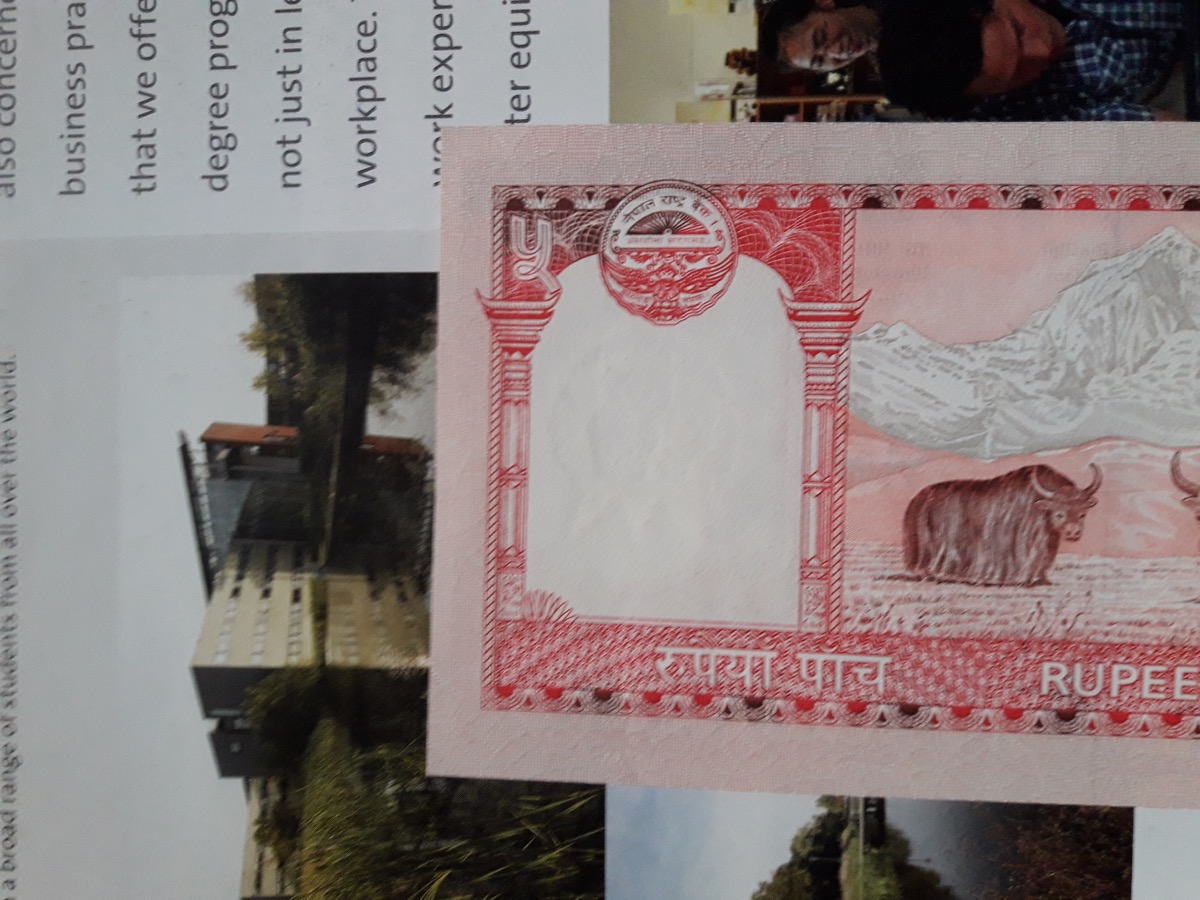 a broad range of students from all over the world.
also concern
business pra
that we offe
degree prog
not just in le
workplace.
work exper
ter equi
रुपैया पाँच
RUPEE
५